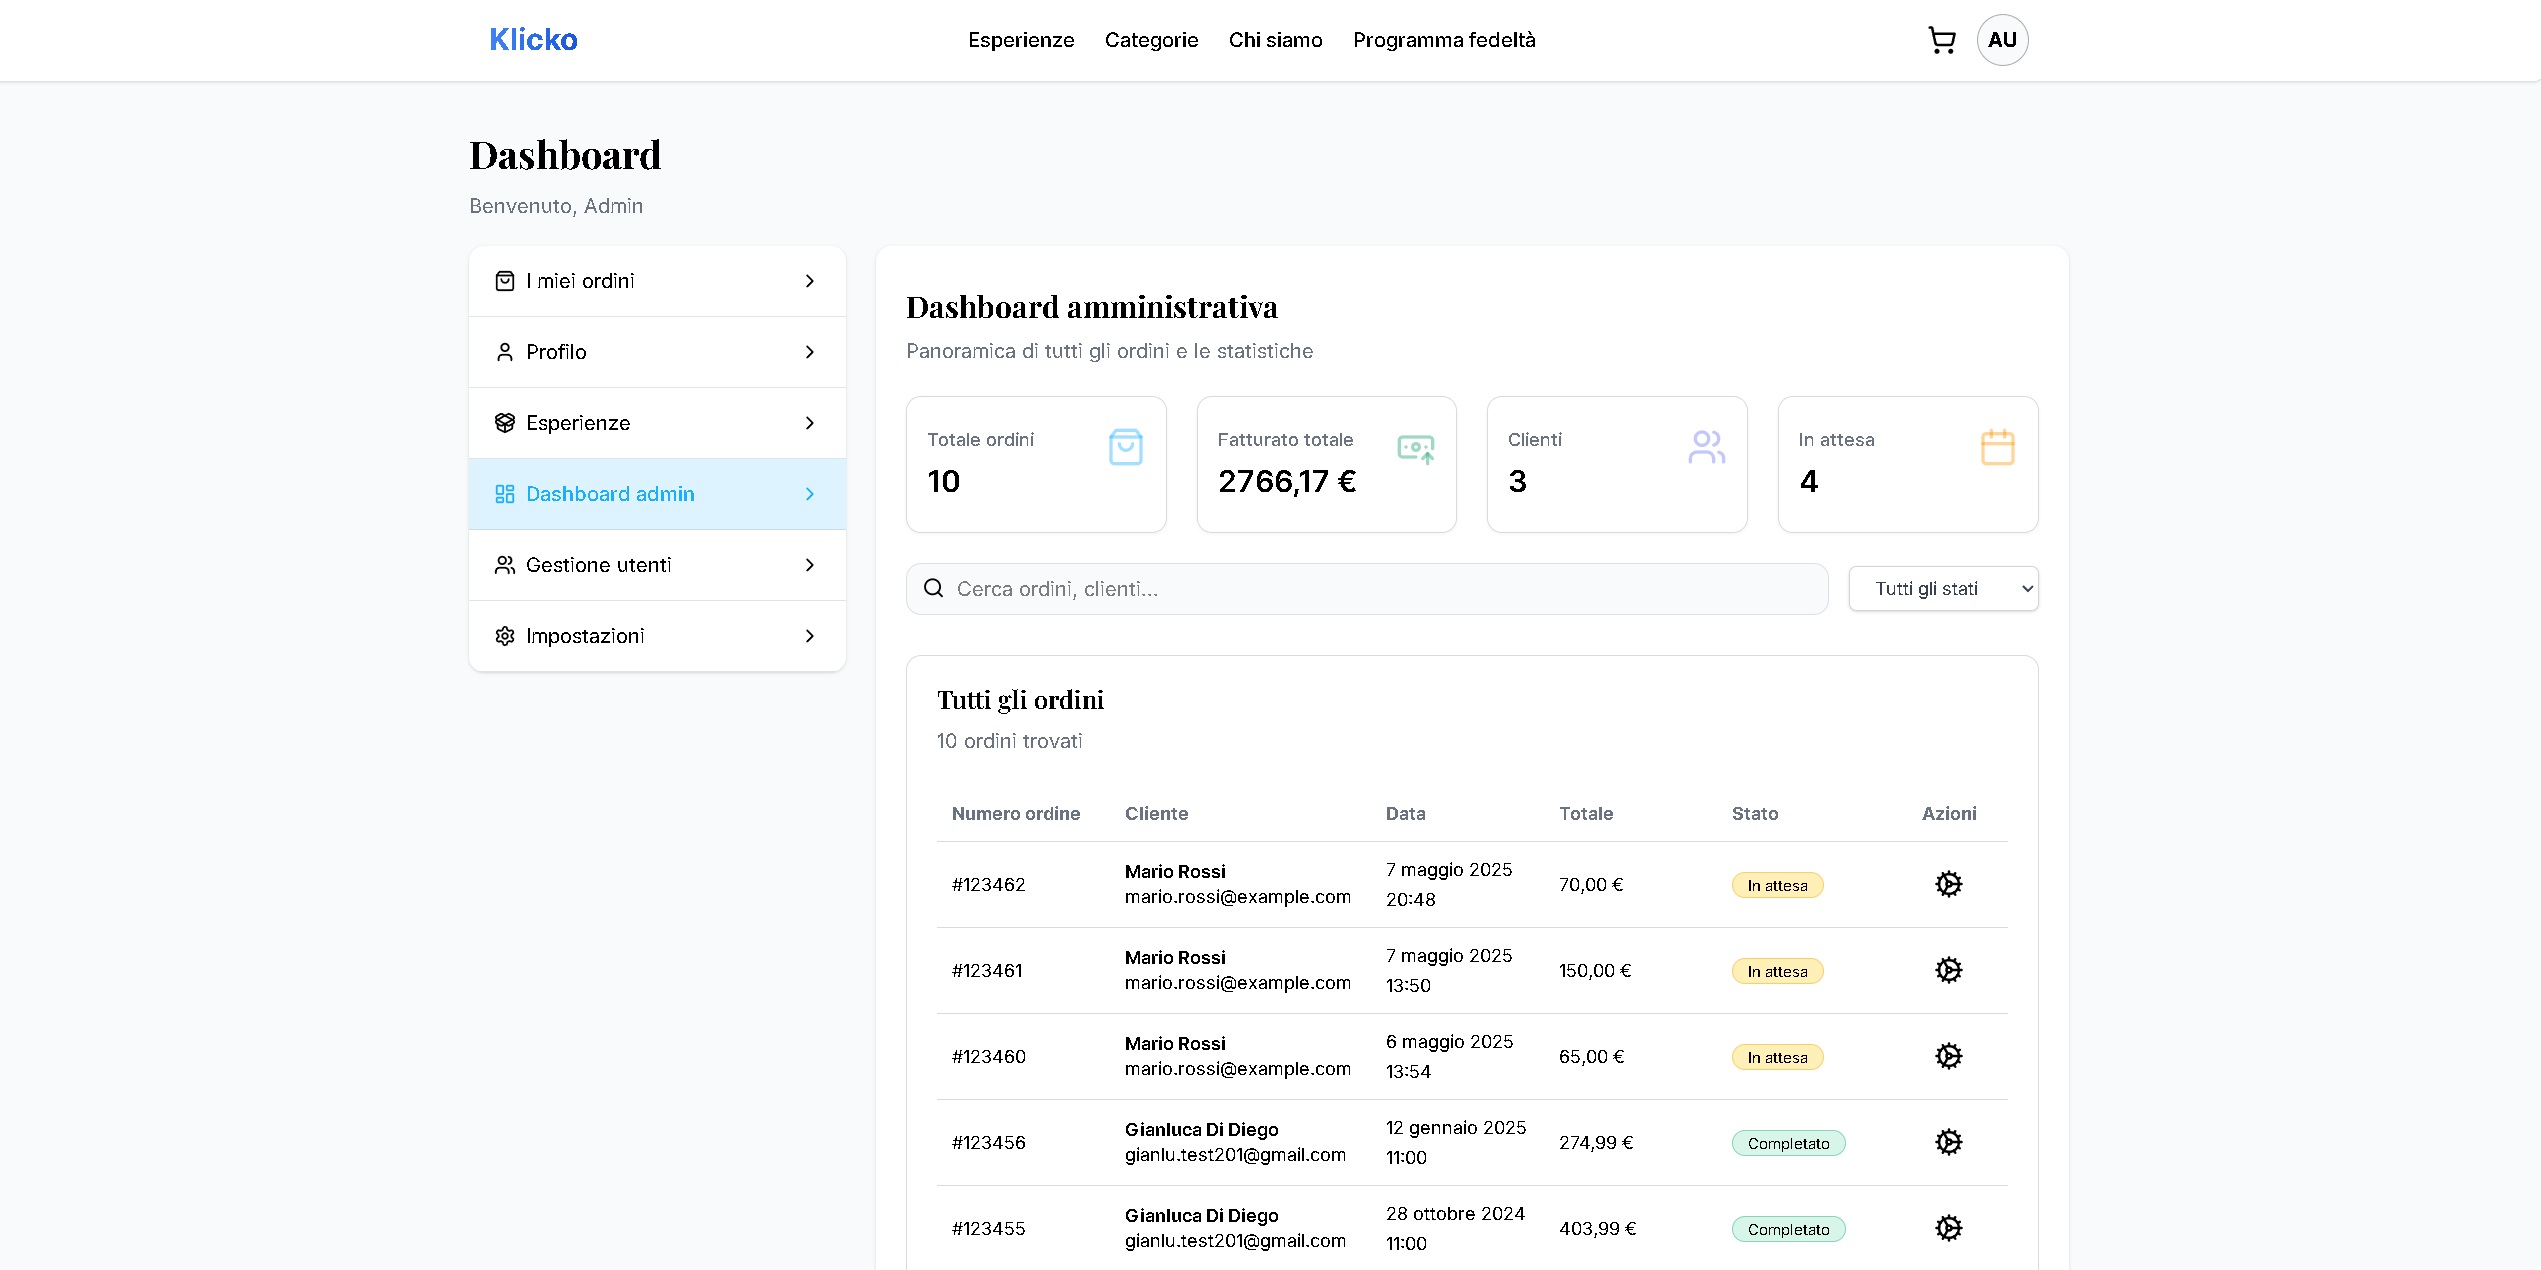 Klicko
Esperienze
Categorie
Chi siamo
Programma fedeltà
AU
Dashboard
Benvenuto, Admin
I miei ordini
Profilo
Esperienze
Dashboard admin
Gestione utenti
Impostazioni
Dashboard amministrativa
Panoramica di tutti gli ordini e le statistiche
Totale ordini
10
Fatturato totale
2766,17 €
Clienti
3
In attesa
4
Cerca ordini, clienti...
Tutti gli stati
Tutti gli ordini
10 ordini trovati
Numero ordine Cliente Data Totale Stato Azioni
#123462
Mario Rossi
mario.rossi@example.com
7 maggio 2025
20:48
70,00 €
In attesa
#123461
Mario Rossi
mario.rossi@example.com
7 maggio 2025
13:50
150,00 €
In attesa
#123460
Mario Rossi
mario.rossi@example.com
6 maggio 2025
13:54
65,00 €
In attesa
#123456
Gianluca Di Diego
gianlu.test201@gmail.com
12 gennaio 2025
11:00
274,99 €
Completato
#123455
Gianluca Di Diego
gianlu.test201@gmail.com
28 ottobre 2024
11:00
403,99 €
Completato